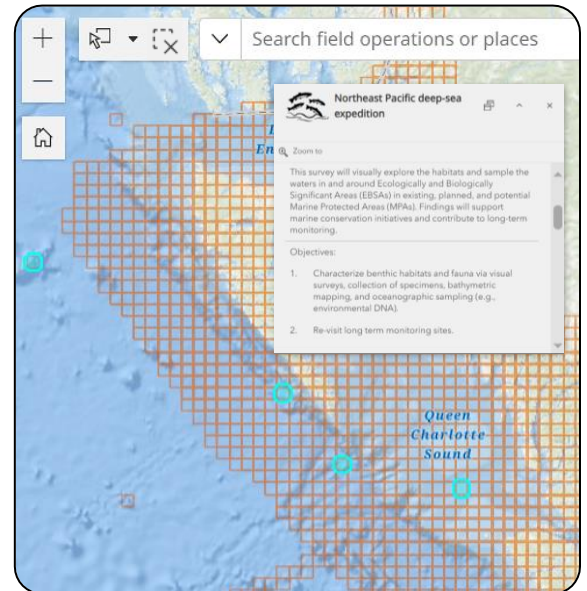 Search field operations or places
Northeast Pacific deep-sea
expedition
Zoom to
This survey will visually explore the habitats and sample the
waters in and around Ecologically and Biologically
Significant Areas (EBSAs) in existing, planned, and potential
Marine Protected Areas (MPAs). Findings will support
marine conservation initiatives and contribute to long-term
monitoring.
Objectives:
1. Characterize benthic habitats and fauna via visual
surveys, collection of specimens, bathymetric
mapping, and oceanographic sampling (e.g.,
environmental DNA).
2. Re-visit long term monitoring sites.
Queen
Charlotte
Sound